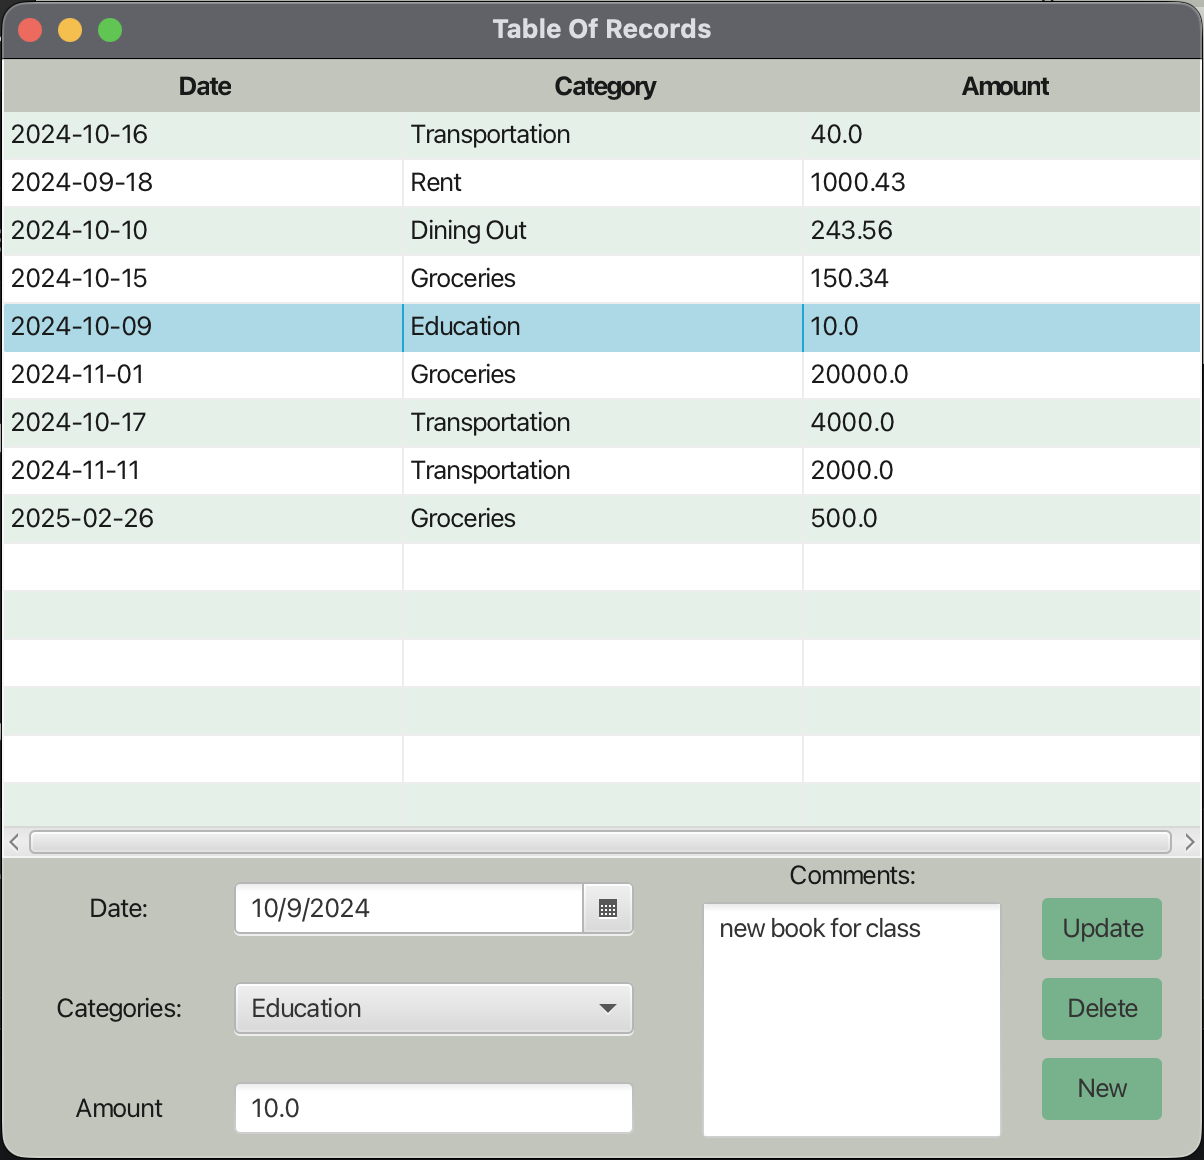 Table Of Records
Date Category Amount
2024-10-16 Transportation 40.0
2024-09-18 Rent 1000.43
2024-10-10 Dining Out 243.56
2024-10-15 Groceries 150.34
2024-10-09 Education 10.0
2024-11-01 Groceries 20000.0
2024-10-17 Transportation 4000.0
2024-11-11 Transportation 2000.0
2025-02-26 Groceries 500.0
Date: 10/9/2024
Categories: Education
Amount 10.0
Comments:
new book for class
Update
Delete
New